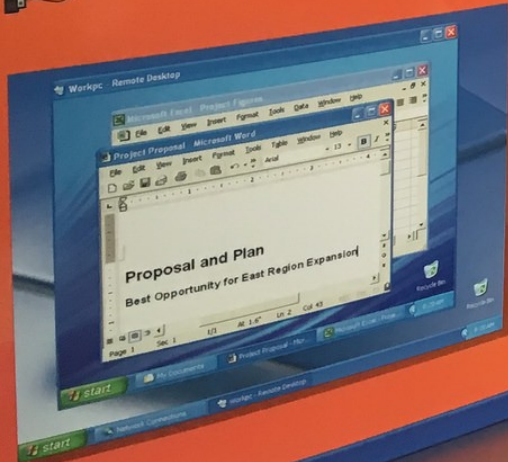 Workpc - Remote Desktop
Microsoft Excel - Project Figures
File Edit View Insert Format Tools Data Window Help
Project Proposal - Microsoft Word
File Edit View Insert Format Tools Table Window Help
Arial 13 B I
Proposal and Plan
Best Opportunity for East Region Expansion
Page 1 Sec 1 1/1 At 1.6" Ln 2 Col 43
Recycle Bin
Recycle Bin
start My Documents Project Proposal - Micr... Microsoft Excel - Proje...
start Network Connections Workpc - Remote Desktop